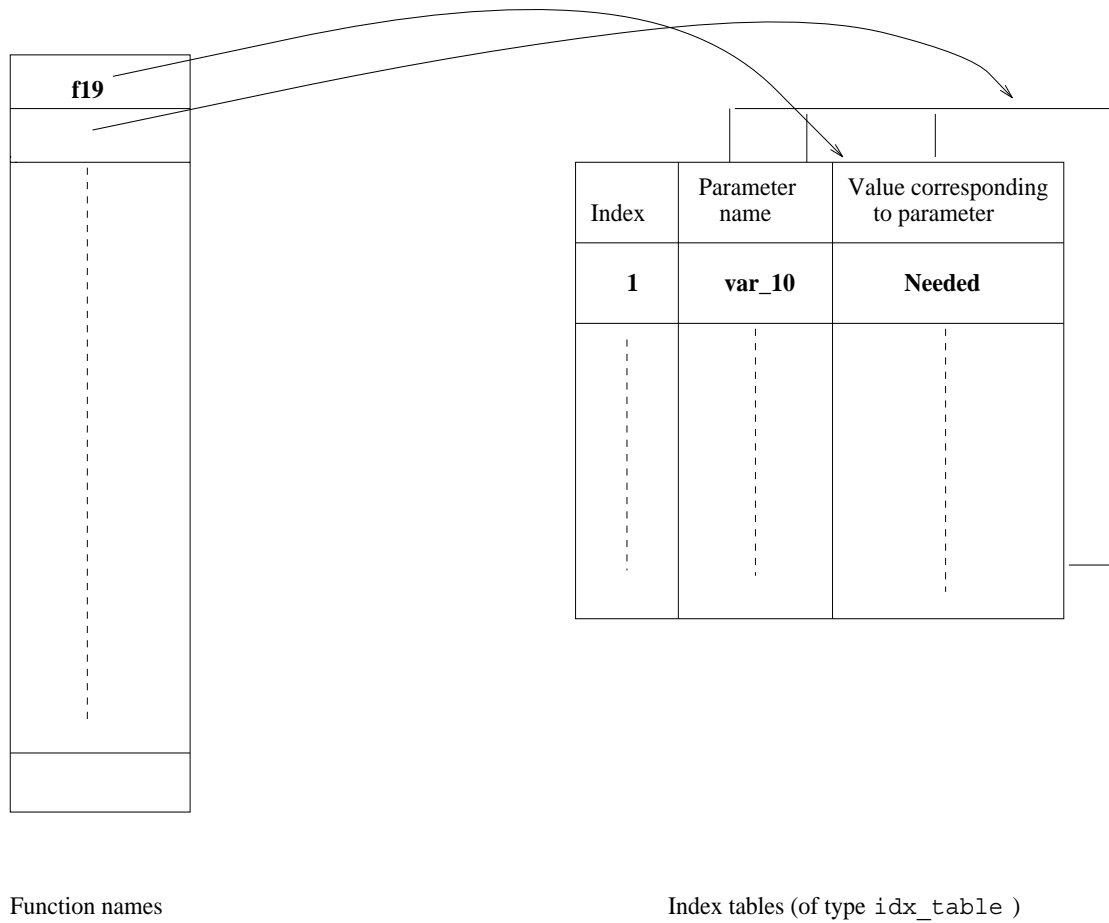 f19
Index
Parameter
name
Value corresponding
to parameter
1
var_10
Needed
Function names
Index tables (of type idx_table )